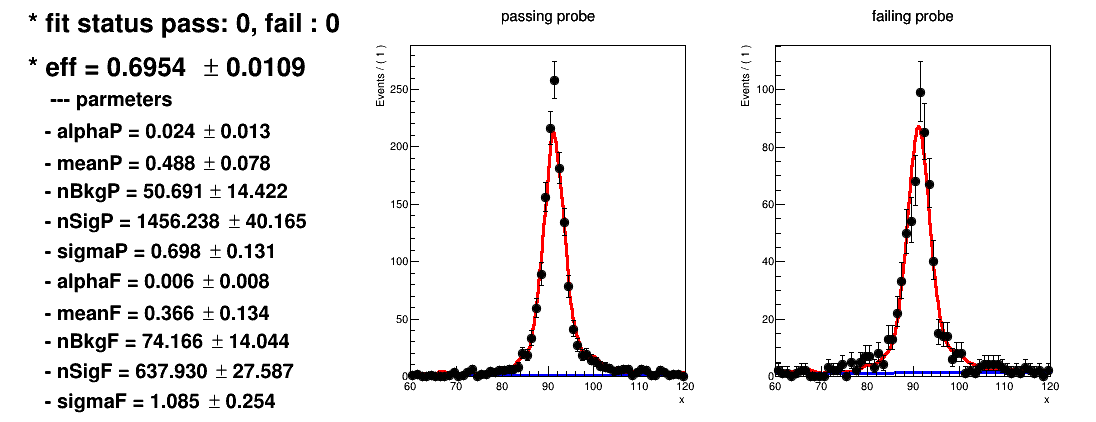 * fit status pass: 0, fail : 0
* eff = 0.6954 ± 0.0109
--- parmeters
- alphaP = 0.024 ± 0.013
- meanP = 0.488 ± 0.078
- nBkgP = 50.691 ± 14.422
- nSigP = 1456.238 ± 40.165
- sigmaP = 0.698 ± 0.131
- alphaF = 0.006 ± 0.008
- meanF = 0.366 ± 0.134
- nBkgF = 74.166 ± 14.044
- nSigF = 637.930 ± 27.587
- sigmaF = 1.085 ± 0.254
passing probe
Events / ( 1 )
250
200
150
100
50
0
60 70 80 90 100 110 120
x
failing probe
Events / ( 1 )
100
80
60
40
20
0
60 70 80 90 100 110 120
x